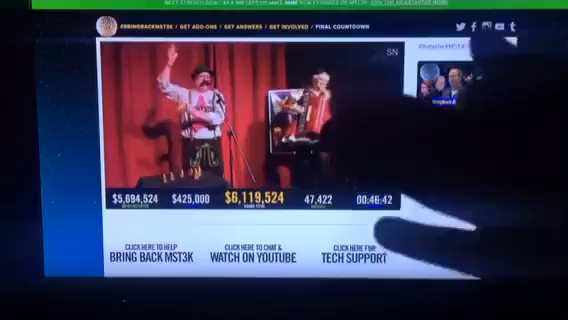 #BRINGBACKMST3K / GET ADD-ONS / GET ANSWERS / GET INVOLVED / FINAL COUNTDOWN
SN
$5,694,524
$425,000
$6,119,524
47,422
00:46:42
CLICK HERE TO HELP
BRING BACK MST3K
CLICK HERE TO CHAT &
WATCH ON YOUTUBE
CLICK HERE FOR
TECH SUPPORT